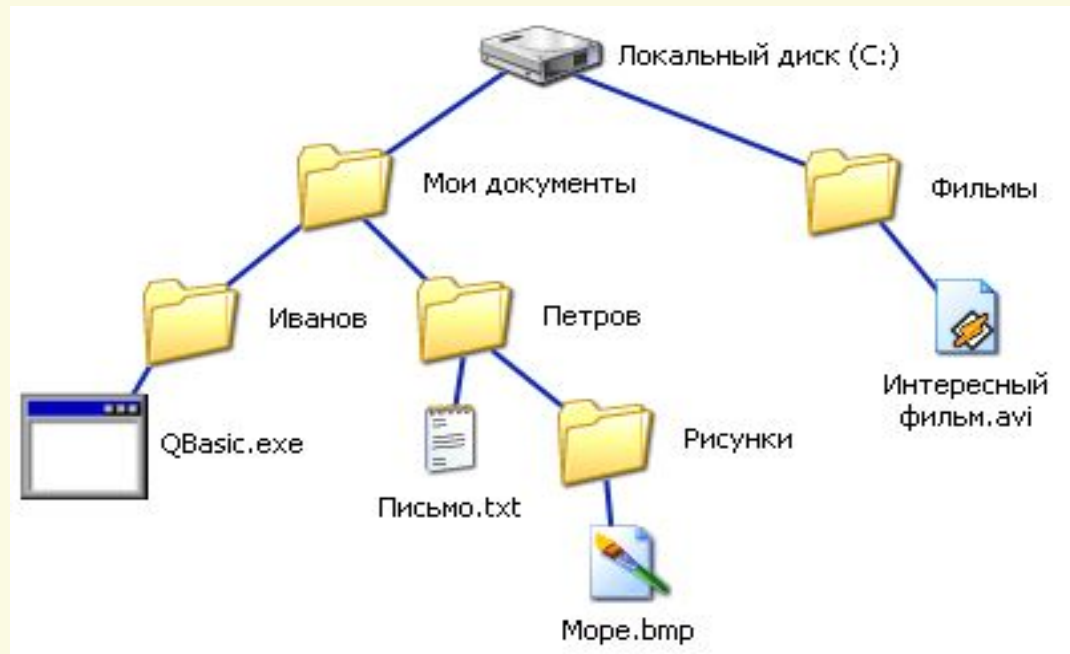 Локальный диск (C:)
Мои документы
Фильмы
Иванов
Петров
Интересный
фильм.avi
QBasic.exe
Рисунки
Письмо.txt
Море.bmp